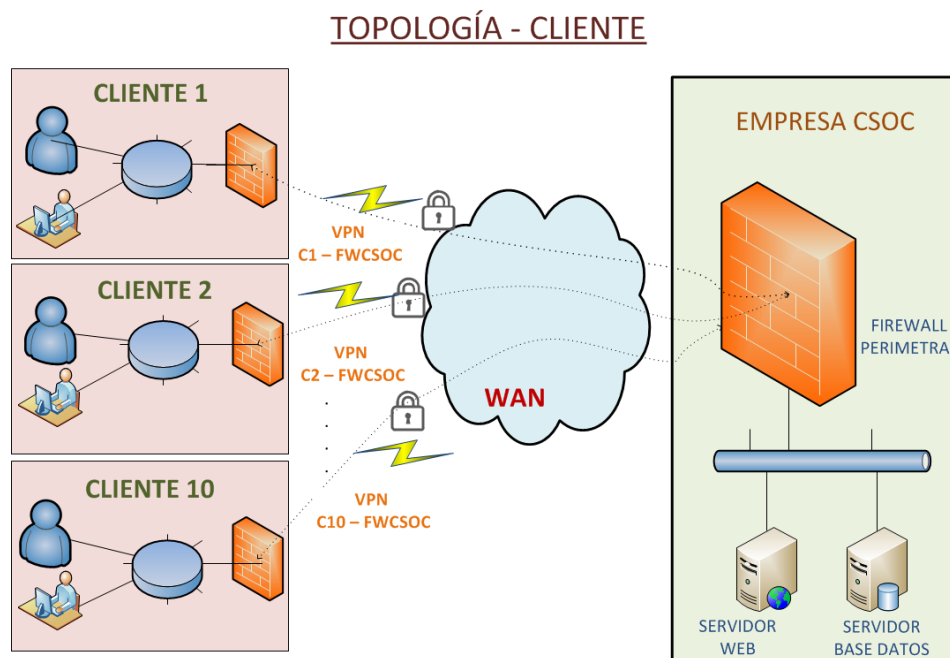 TOPOLOGÍA - CLIENTE
CLIENTE 1
VPN
C1 – FWCSOC
CLIENTE 2
VPN
C2 – FWCSOC
CLIENTE 10
VPN
C10 – FWCSOC
WAN
EMPRESA CSOC
FIREWALL
PERIMETRA
SERVIDOR
WEB
SERVIDOR
BASE DATOS